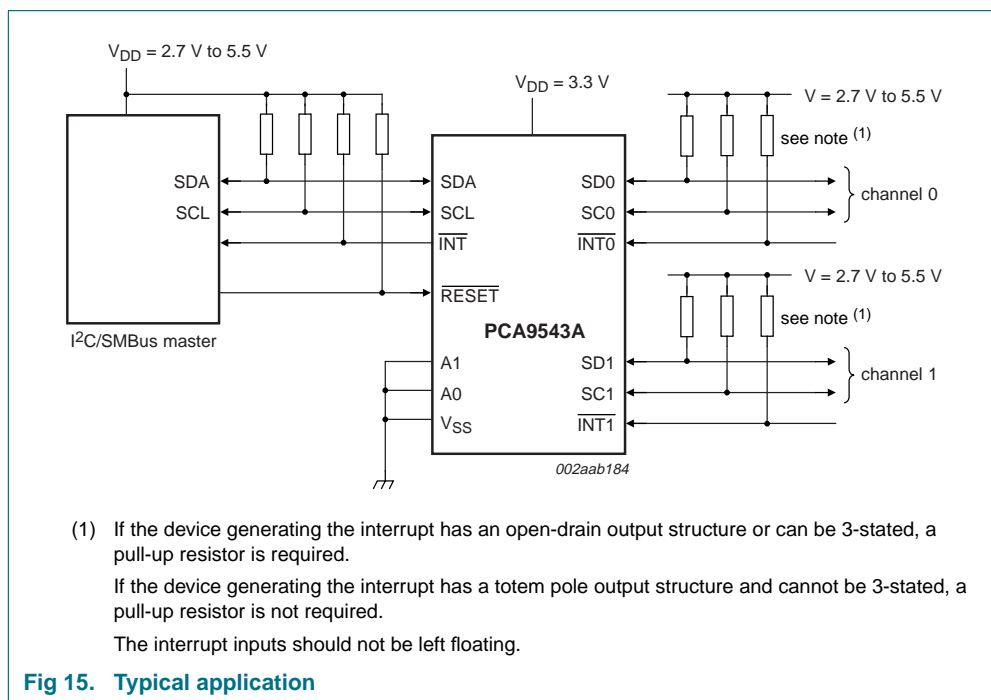 VDD = 2.7 V to 5.5 V
VDD = 3.3 V
V = 2.7 V to 5.5 V
see note (1)
SDA
SCL
I2C/SMBus master
SDA
SCL
INT
RESET
PCA9543A
A1
A0
VSS
SD0
SC0
INT0
channel 0
V = 2.7 V to 5.5 V
see note (1)
SD1
SC1
INT1
channel 1
002aab184
(1) If the device generating the interrupt has an open-drain output structure or can be 3-stated, a
pull-up resistor is required.
If the device generating the interrupt has a totem pole output structure and cannot be 3-stated, a
pull-up resistor is not required.
The interrupt inputs should not be left floating.
Fig 15. Typical application